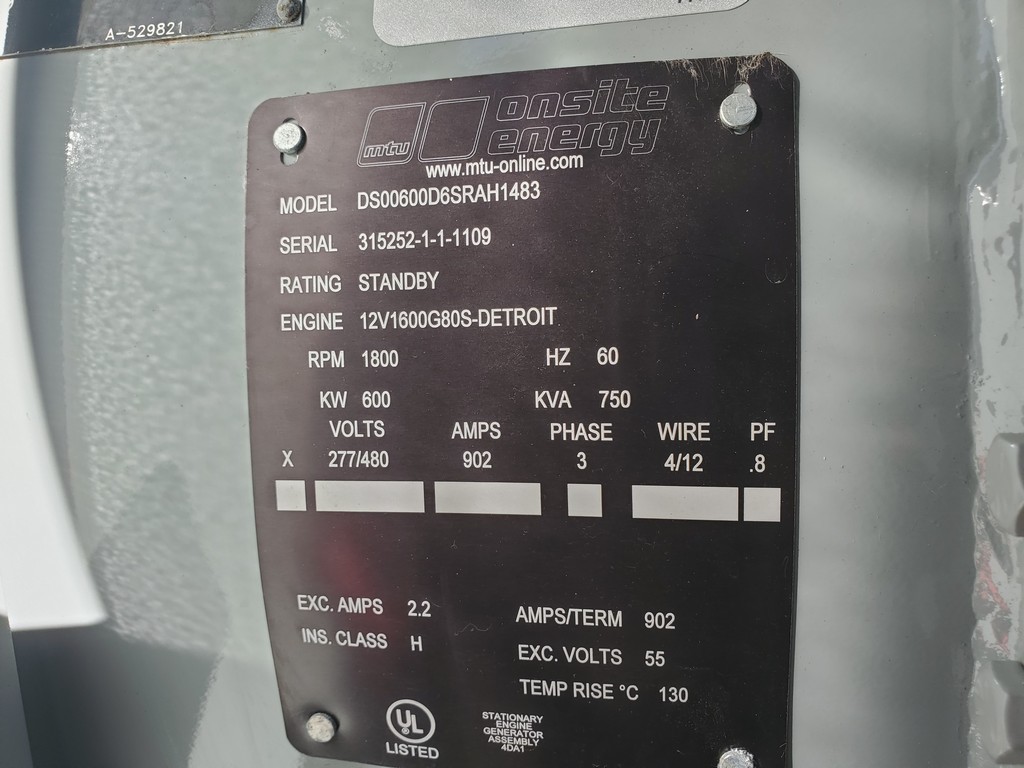 A-529821
mtu onsite energy
www.mtu-online.com
MODEL DS00600D6SRAH1483
SERIAL 315252-1-1-1109
RATING STANDBY
ENGINE 12V1600G80S-DETROIT
RPM 1800 HZ 60
KW 600 KVA 750
VOLTS AMPS PHASE WIRE PF
X 277/480 902 3 4/12 .8
EXC. AMPS 2.2 AMPS/TERM 902
INS. CLASS H EXC. VOLTS 55
TEMP RISE °C 130
UL
LISTED
STATIONARY
ENGINE
GENERATOR
ASSEMBLY
4DA1